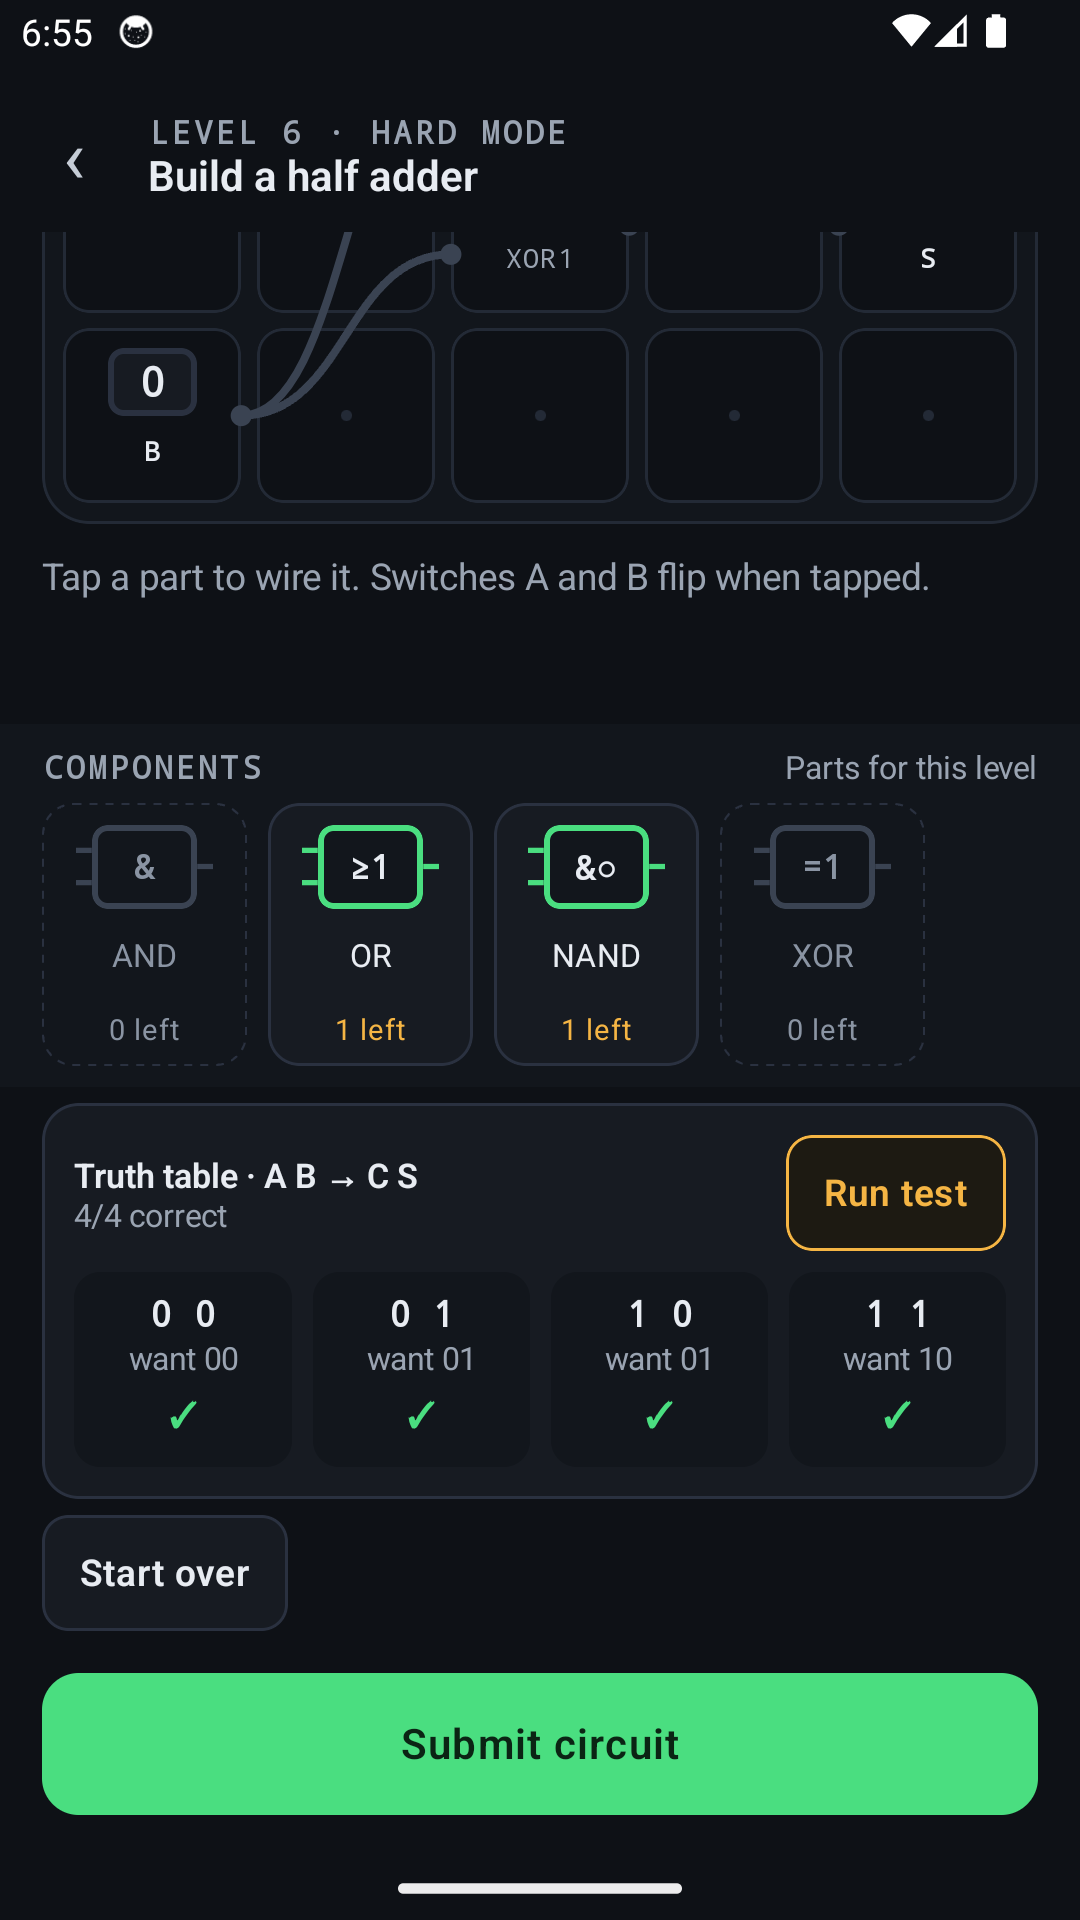 6:55
LEVEL 6 · HARD MODE
Build a half adder
XOR1
S
0
B
Tap a part to wire it. Switches A and B flip when tapped.
COMPONENTS
Parts for this level
&
≥1
&○
=1
AND
OR
NAND
XOR
0 left
1 left
1 left
0 left
Truth table · A B → C S
4/4 correct
Run test
0 0
0 1
1 0
1 1
want 00
want 01
want 01
want 10
✓
✓
✓
✓
Start over
Submit circuit